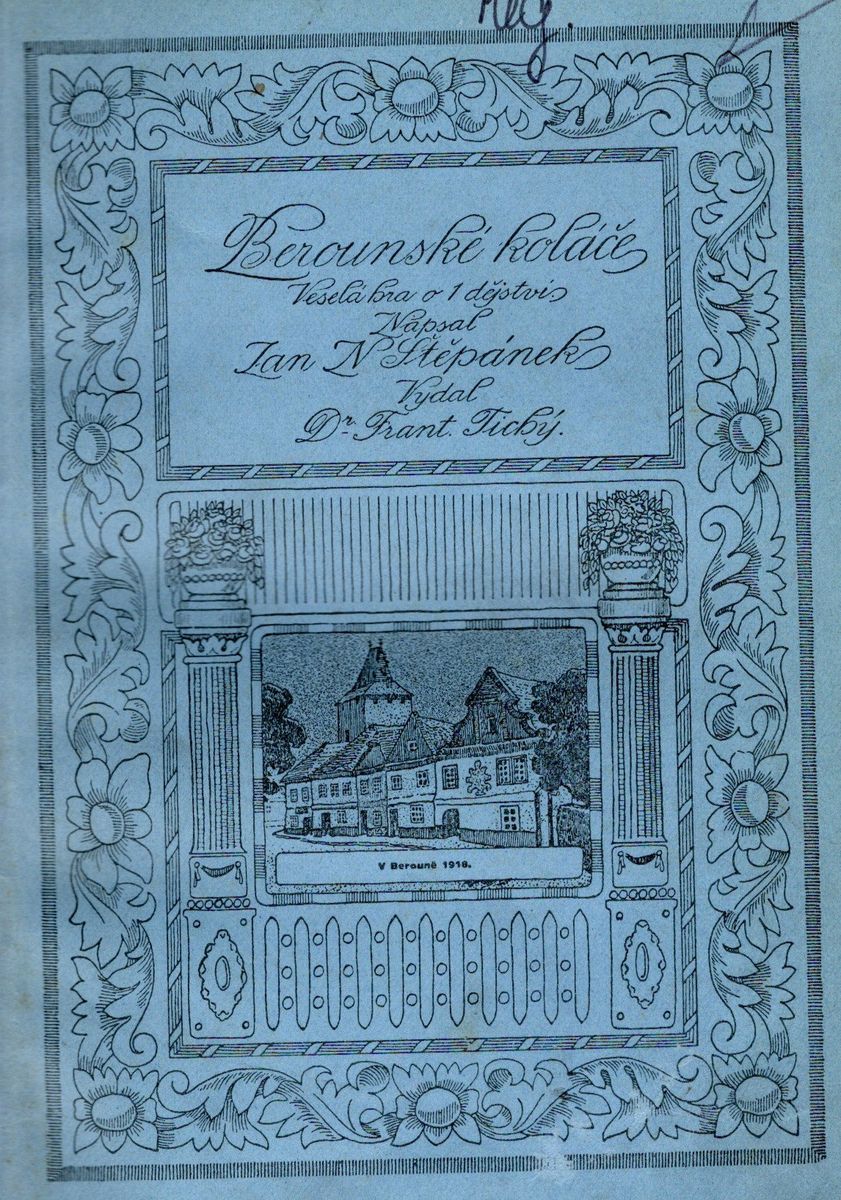 Berounské koláče
Veselá hra o 1 dějství
Napsal
Jan N Štěpánek
Vydal
Dr. Frant. Tichý.
V Berouně 1918.